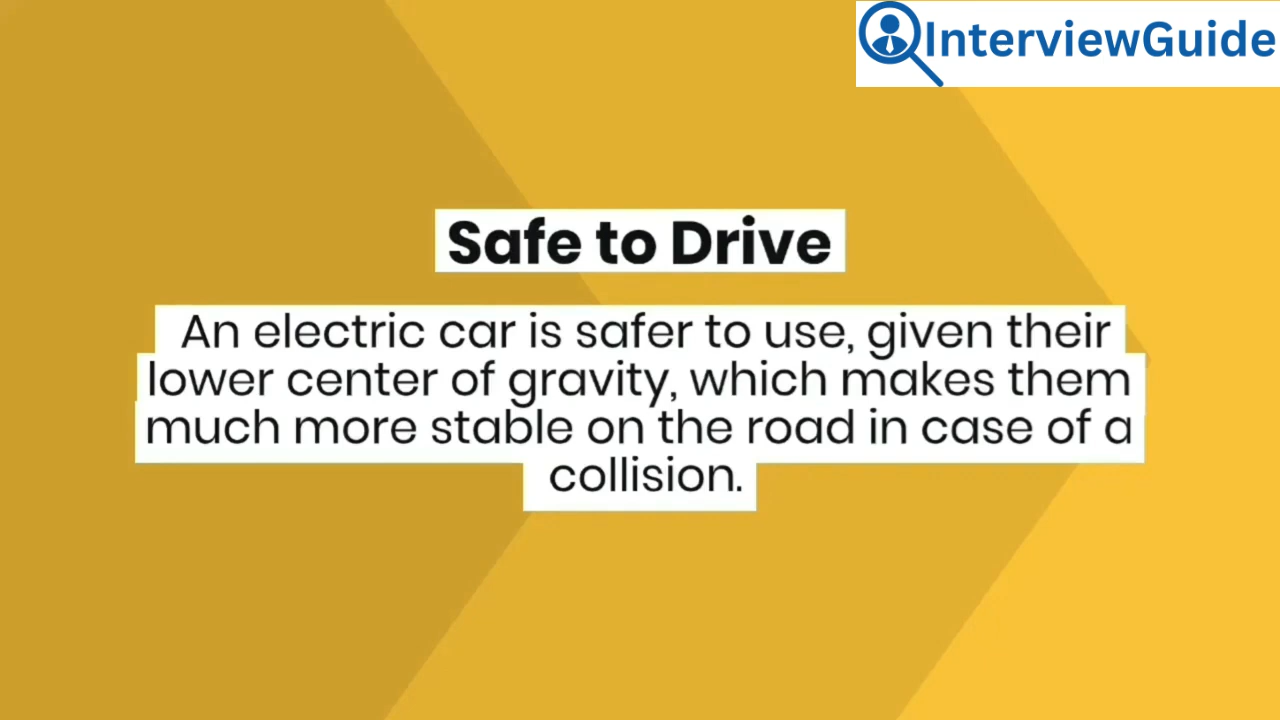 InterviewGuide
Safe to Drive
An electric car is safer to use, given their
lower center of gravity, which makes them
much more stable on the road in case of a
collision.